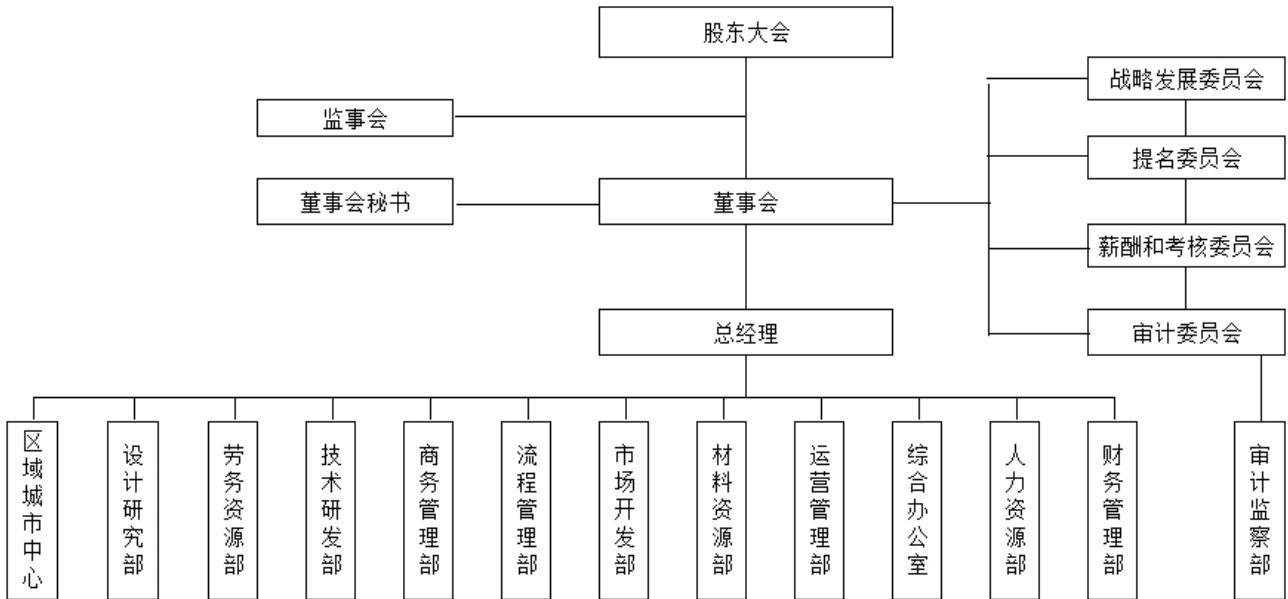 股东大会
战略发展委员会
监事会
提名委员会
董事会秘书
董事会
薪酬和考核委员会
总经理
审计委员会
区域城市中心
设计研究部
劳务资源部
技术研发部
商务管理部
流程管理部
市场开发部
材料资源部
运营管理部
综合办公室
人力资源部
财务管理部
审计监察部